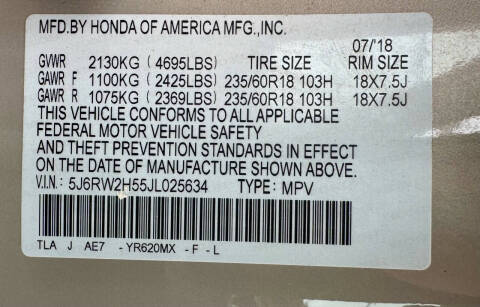 MFD.BY HONDA OF AMERICA MFG.,INC.
07/'18
GVWR 2130KG (4695LBS) TIRE SIZE RIM SIZE
GAWR F 1100KG (2425LBS) 235/60R18 103H 18X7.5J
GAWR R 1075KG (2369LBS) 235/60R18 103H 18X7.5J
THIS VEHICLE CONFORMS TO ALL APPLICABLE
FEDERAL MOTOR VEHICLE SAFETY
AND THEFT PREVENTION STANDARDS IN EFFECT
ON THE DATE OF MANUFACTURE SHOWN ABOVE.
V.I.N: 5J6RW2H55JL025634 TYPE: MPV
TLA J AE7 -YR620MX -F -L